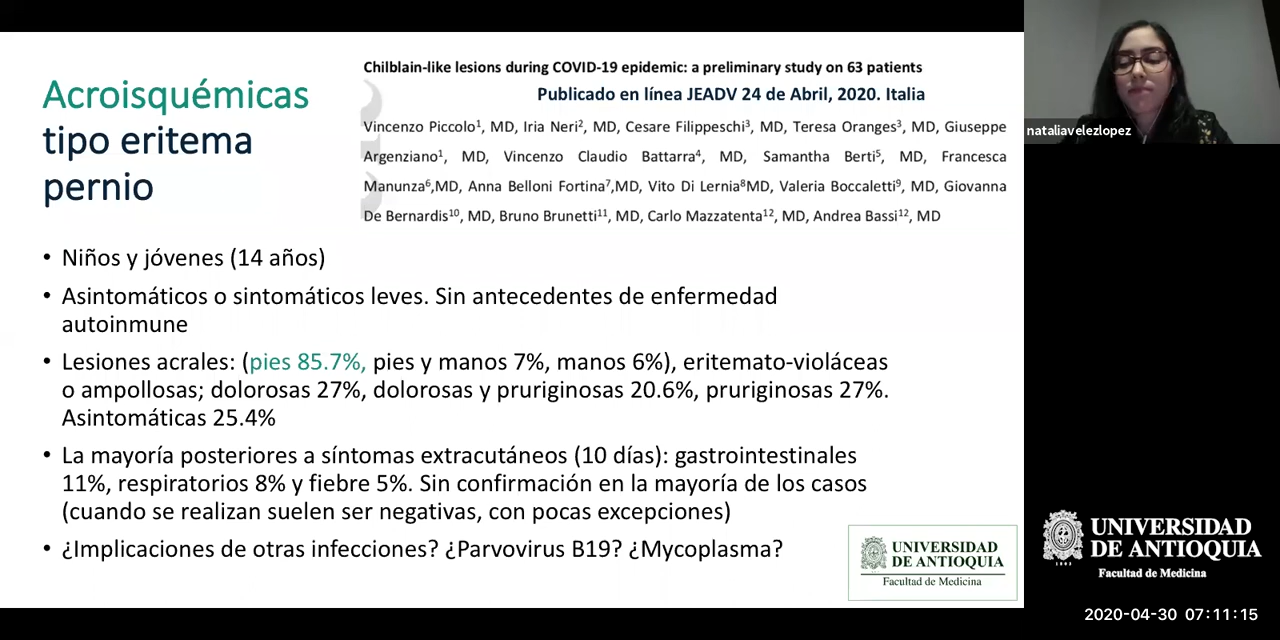 Acroisquémicas
tipo eritema
pernio
Chilblain-like lesions during COVID-19 epidemic: a preliminary study on 63 patients
Publicado en línea JEADV 24 de Abril, 2020. Italia
Vincenzo Piccolo¹, MD, Iria Neri², MD, Cesare Filippeschi³, MD, Teresa Oranges³, MD, Giuseppe
Argenziano¹, MD, Vincenzo Claudio Battarra⁴, MD, Samantha Berti⁵, MD, Francesca
Manunza⁶,MD, Anna Belloni Fortina⁷,MD, Vito Di Lernia⁸MD, Valeria Boccaletti⁹, MD, Giovanna
De Bernardis¹⁰, MD, Bruno Brunetti¹¹, MD, Carlo Mazzatenta¹², MD, Andrea Bassi¹², MD
• Niños y jóvenes (14 años)
• Asintomáticos o sintomáticos leves. Sin antecedentes de enfermedad
autoinmune
• Lesiones acrales: (pies 85.7%, pies y manos 7%, manos 6%), eritemato-violáceas
o ampollosas; dolorosas 27%, dolorosas y pruriginosas 20.6%, pruriginosas 27%.
Asintomáticas 25.4%
• La mayoría posteriores a síntomas extracutáneos (10 días): gastrointestinales
11%, respiratorios 8% y fiebre 5%. Sin confirmación en la mayoría de los casos
(cuando se realizan suelen ser negativas, con pocas excepciones)
• ¿Implicaciones de otras infecciones? ¿Parvovirus B19? ¿Mycoplasma?
UNIVERSIDAD
DE ANTIOQUIA
Facultad de Medicina
nataliavelezlopez
UNIVERSIDAD
DE ANTIOQUIA
1803
Facultad de Medicina
2020-04-30 07:11:15